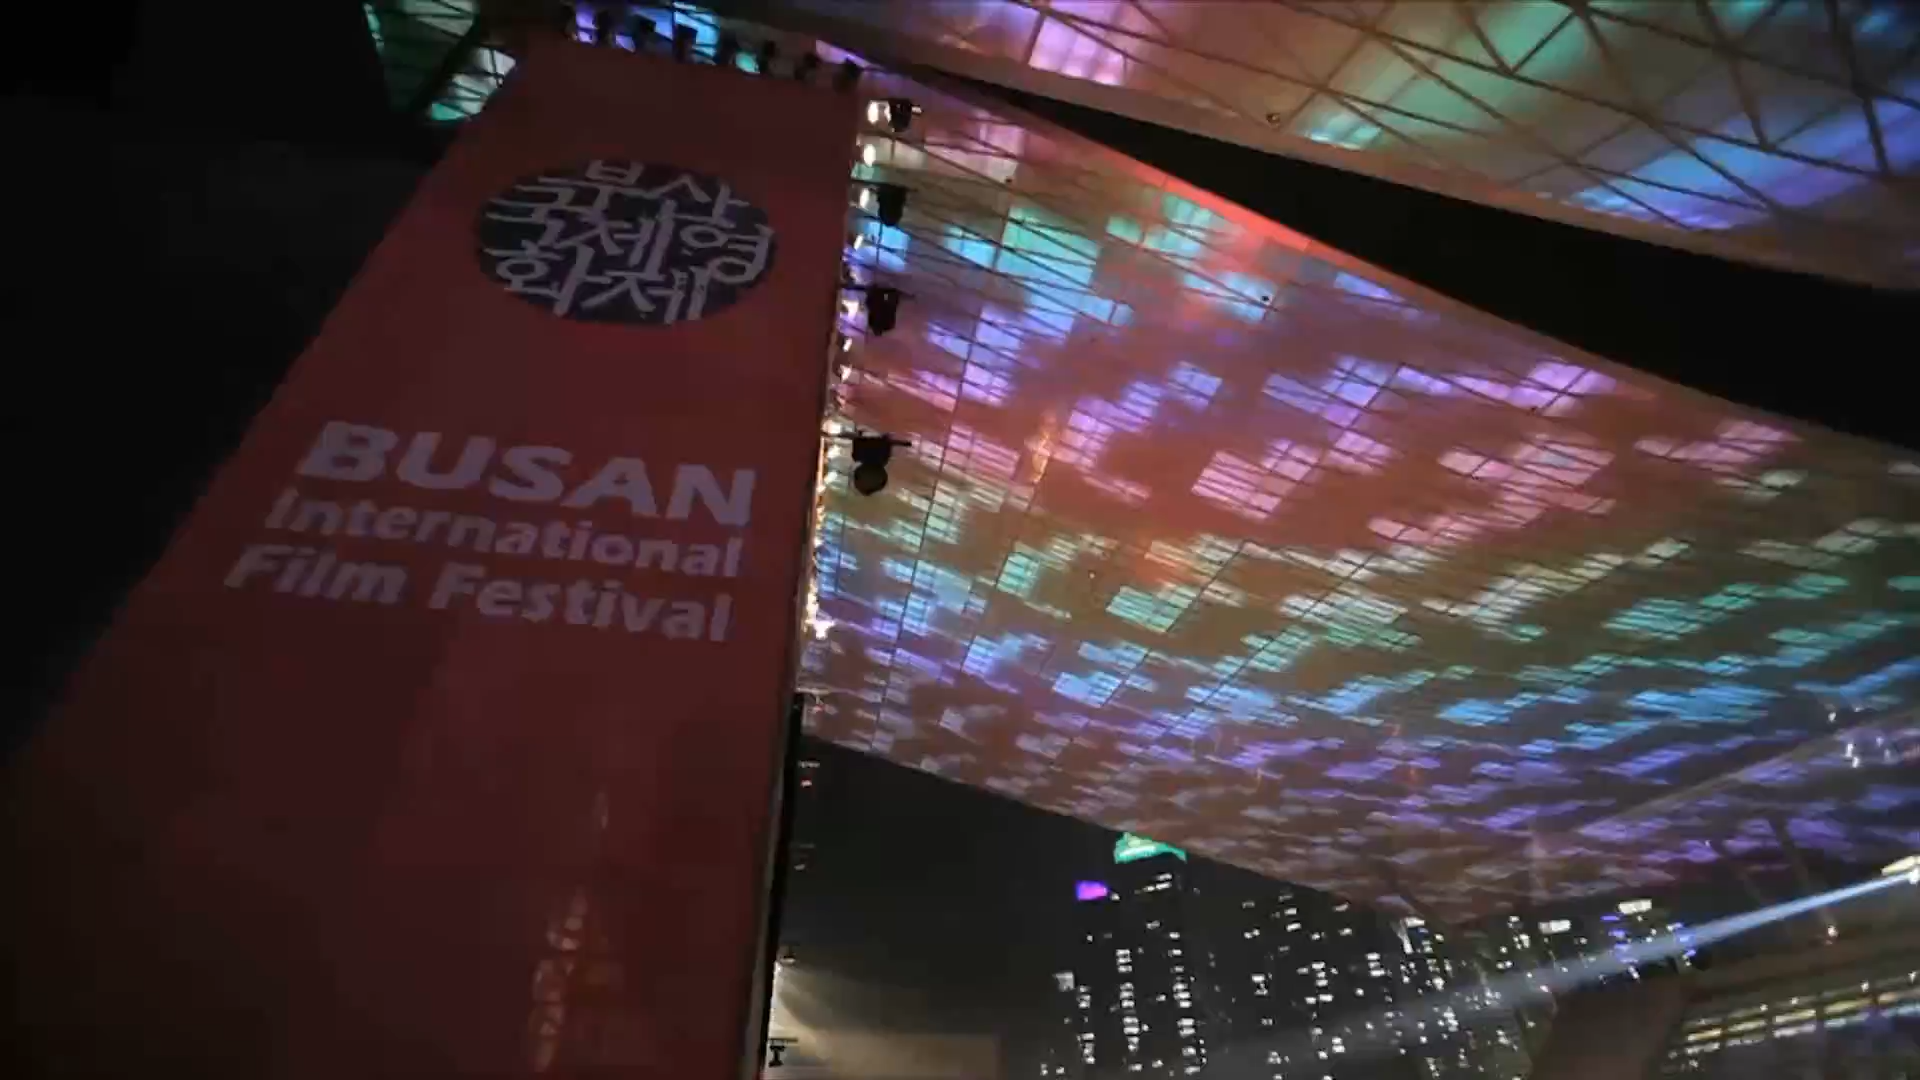 부산
국제영
화제
BUSAN
International
Film Festival